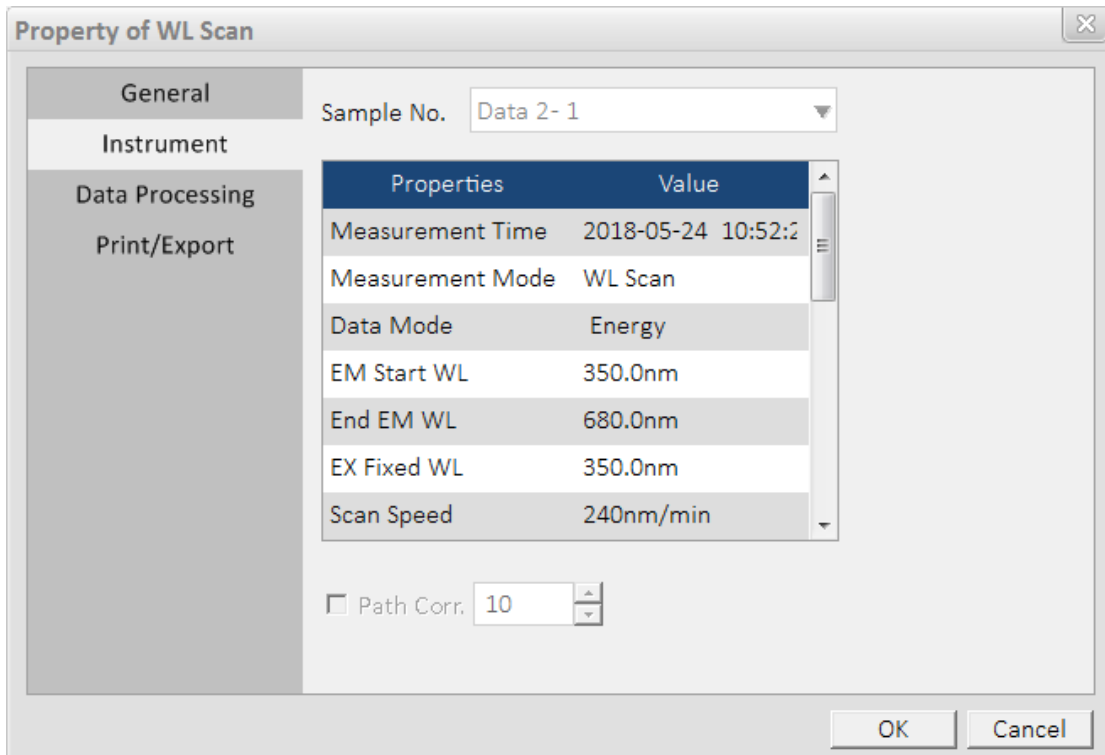 Property of WL Scan
General
Instrument
Data Processing
Print/Export
Sample No. Data 2- 1
Properties Value
Measurement Time 2018-05-24 10:52:2
Measurement Mode WL Scan
Data Mode Energy
EM Start WL 350.0nm
End EM WL 680.0nm
EX Fixed WL 350.0nm
Scan Speed 240nm/min
Path Corr. 10
OK Cancel